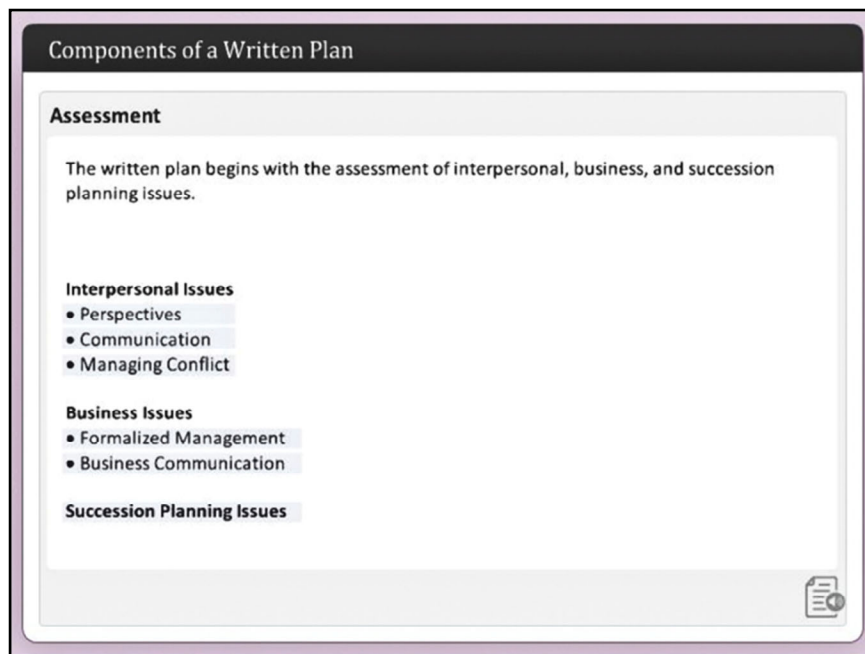 Components of a Written Plan
Assessment
The written plan begins with the assessment of interpersonal, business, and succession
planning issues.
Interpersonal Issues
• Perspectives
• Communication
• Managing Conflict
Business Issues
• Formalized Management
• Business Communication
Succession Planning Issues